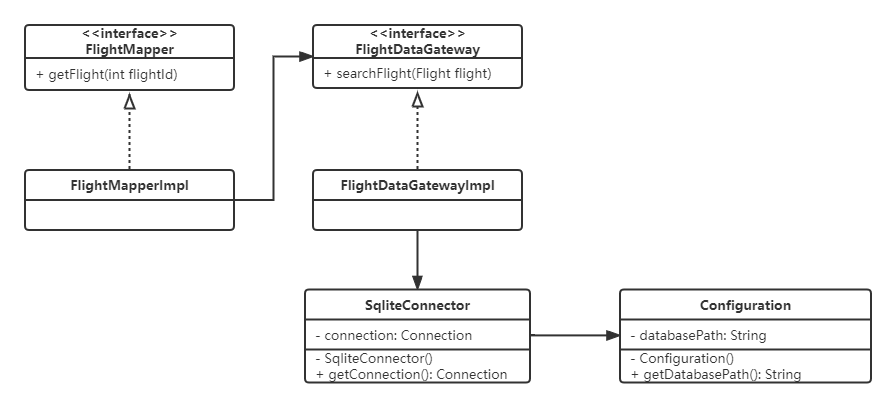 <<interface>>
FlightMapper
+ getFlight(int flightId)
<<interface>>
FlightDataGateway
+ searchFlight(Flight flight)
FlightMapperImpl
FlightDataGatewayImpl
SqliteConnector
- connection: Connection
- SqliteConnector()
+ getConnection(): Connection
Configuration
- databasePath: String
- Configuration()
+ getDatabasePath(): String